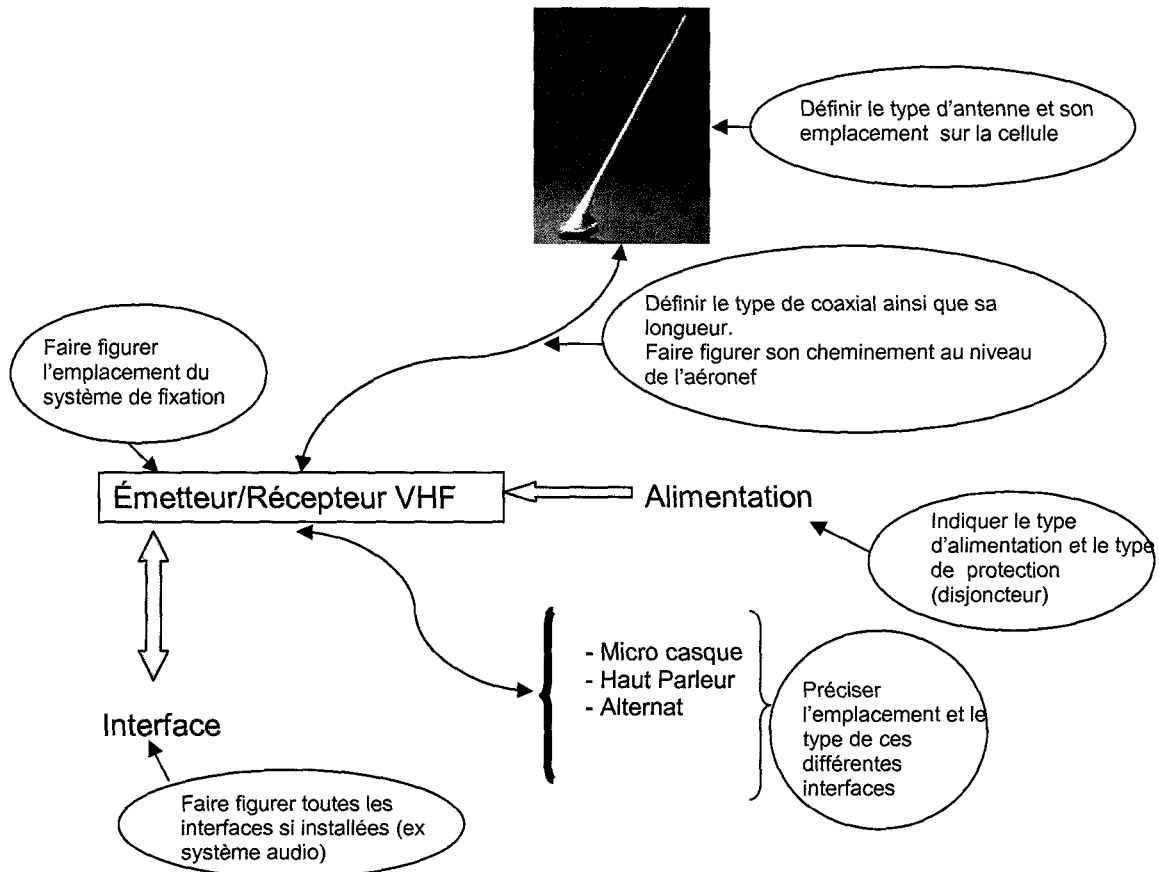 Définir le type d'antenne et son
emplacement sur la cellule
Définir le type de coaxial ainsi que sa
longueur.
Faire figurer son cheminement au niveau
de l'aéronef
Faire figurer
l'emplacement du
système de fixation
Émetteur/Récepteur VHF
Alimentation
Indiquer le type
d'alimentation et le type
de protection
(disjoncteur)
- Micro casque
- Haut Parleur
- Alternat
Préciser
l'emplacement et le
type de ces
différentes
interfaces
Interface
Faire figurer toutes les
interfaces si installées (ex
système audio)